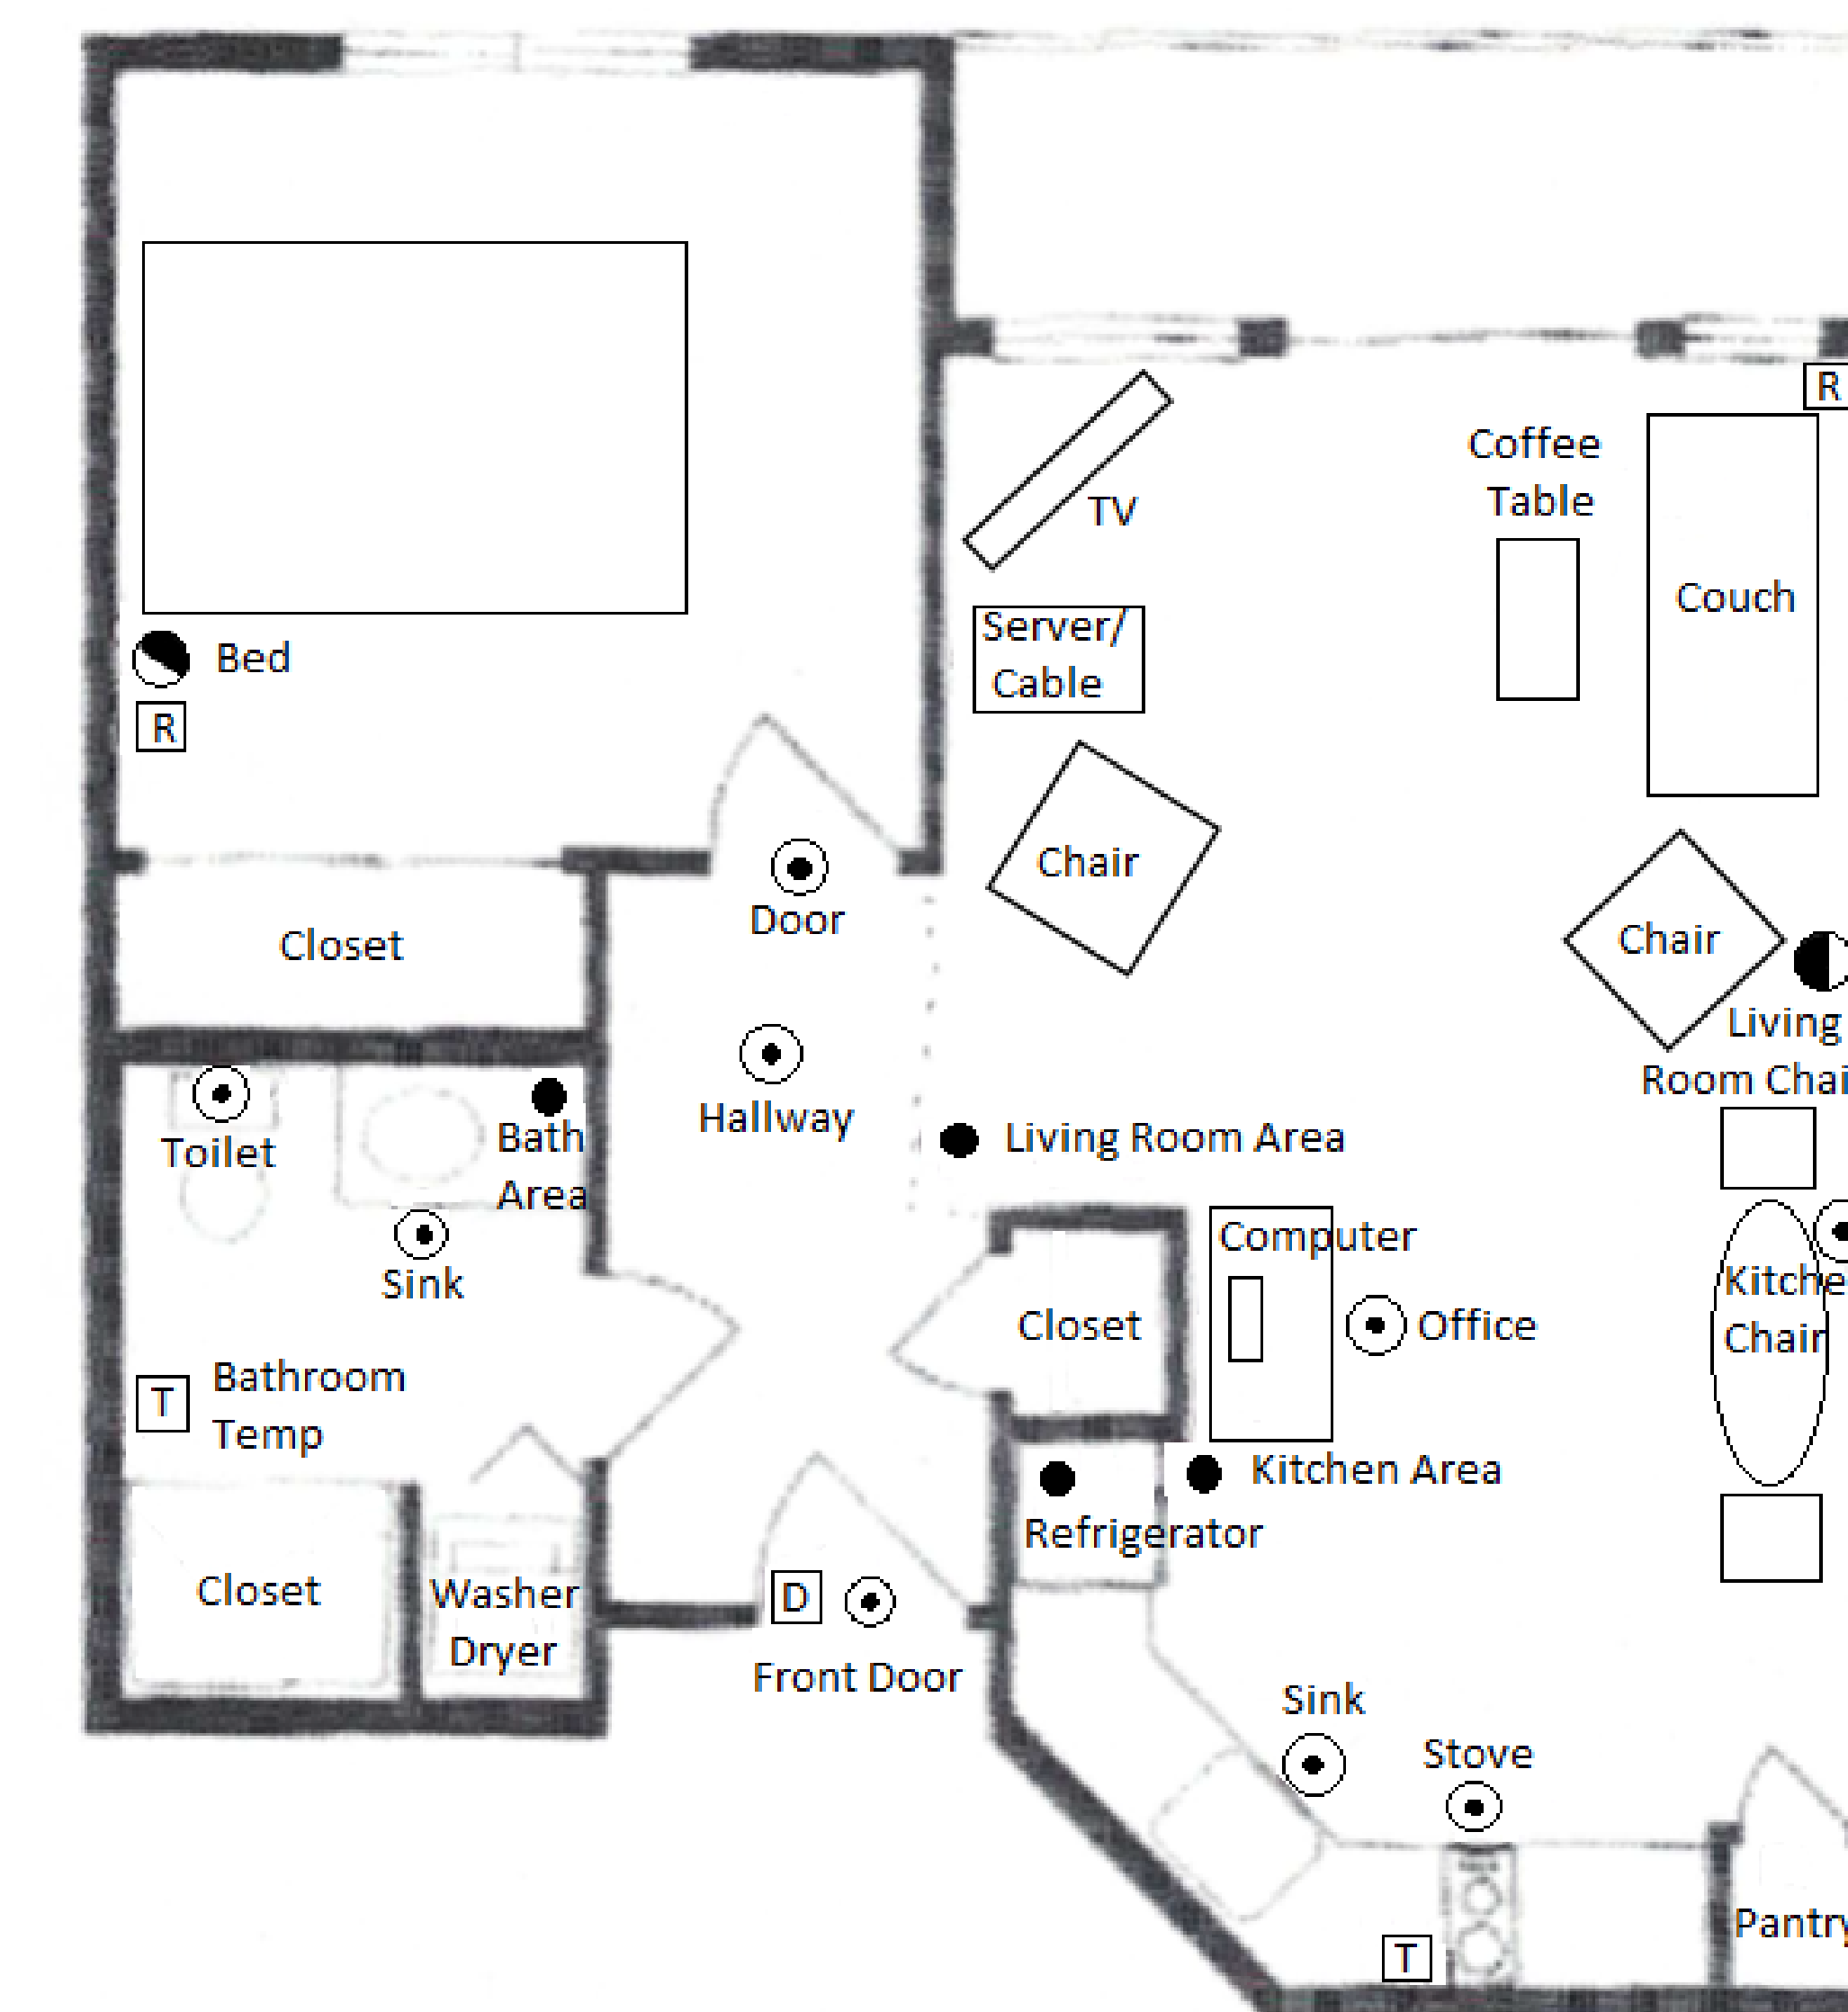 R
Coffee
Table
TV
Couch
Server/
Cable
Bed
R
Chair
Door
Chair
Closet
Living
Room Chai
Hallway
Toilet
Bath
Area
Living Room Area
Sink
Computer
Kitche
Chair
Closet
Office
T
Bathroom
Temp
Kitchen Area
Refrigerator
Closet
Washer
Dryer
D
Front Door
Sink
Stove
Pantry
T